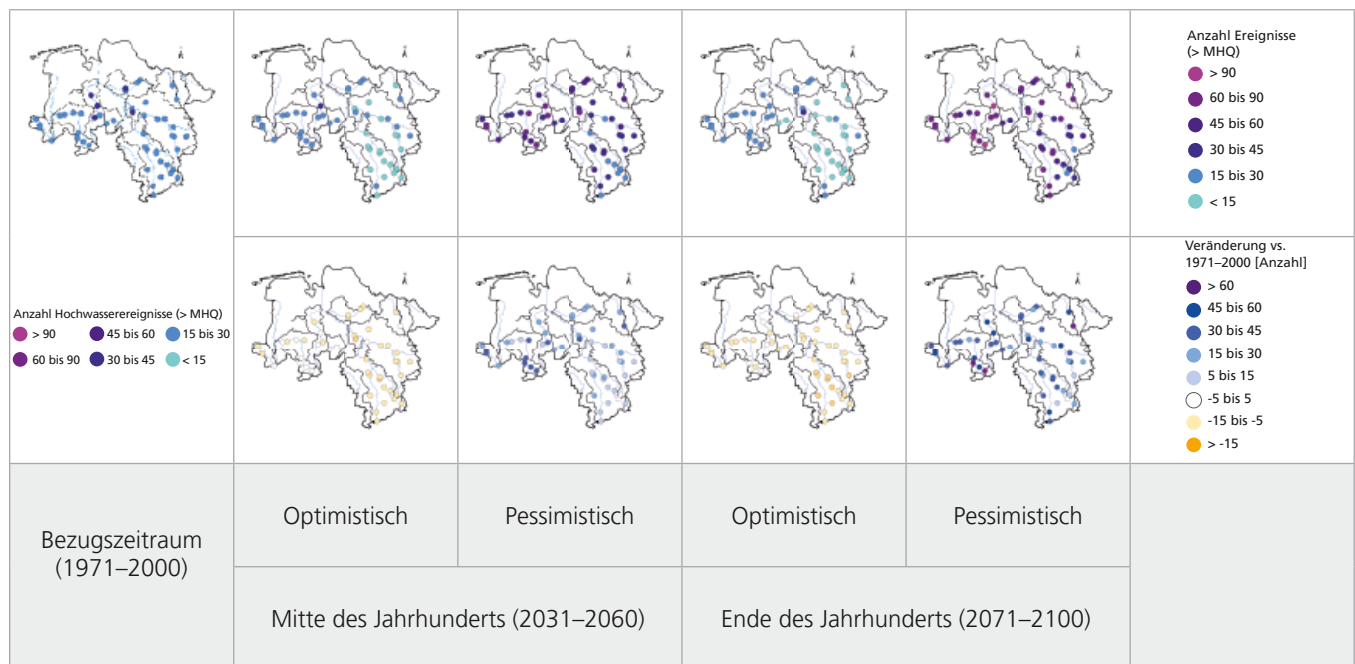 Anzahl Ereignisse
(> MHQ)
> 90
60 bis 90
45 bis 60
30 bis 45
15 bis 30
< 15
Anzahl Hochwasserereignisse (> MHQ)
> 90 45 bis 60 15 bis 30
60 bis 90 30 bis 45 < 15
Veränderung vs.
1971–2000 [Anzahl]
> 60
45 bis 60
30 bis 45
15 bis 30
5 bis 15
-5 bis 5
-15 bis -5
> -15
Bezugszeitraum
(1971–2000)
Optimistisch Pessimistisch Optimistisch Pessimistisch
Mitte des Jahrhunderts (2031–2060) Ende des Jahrhunderts (2071–2100)